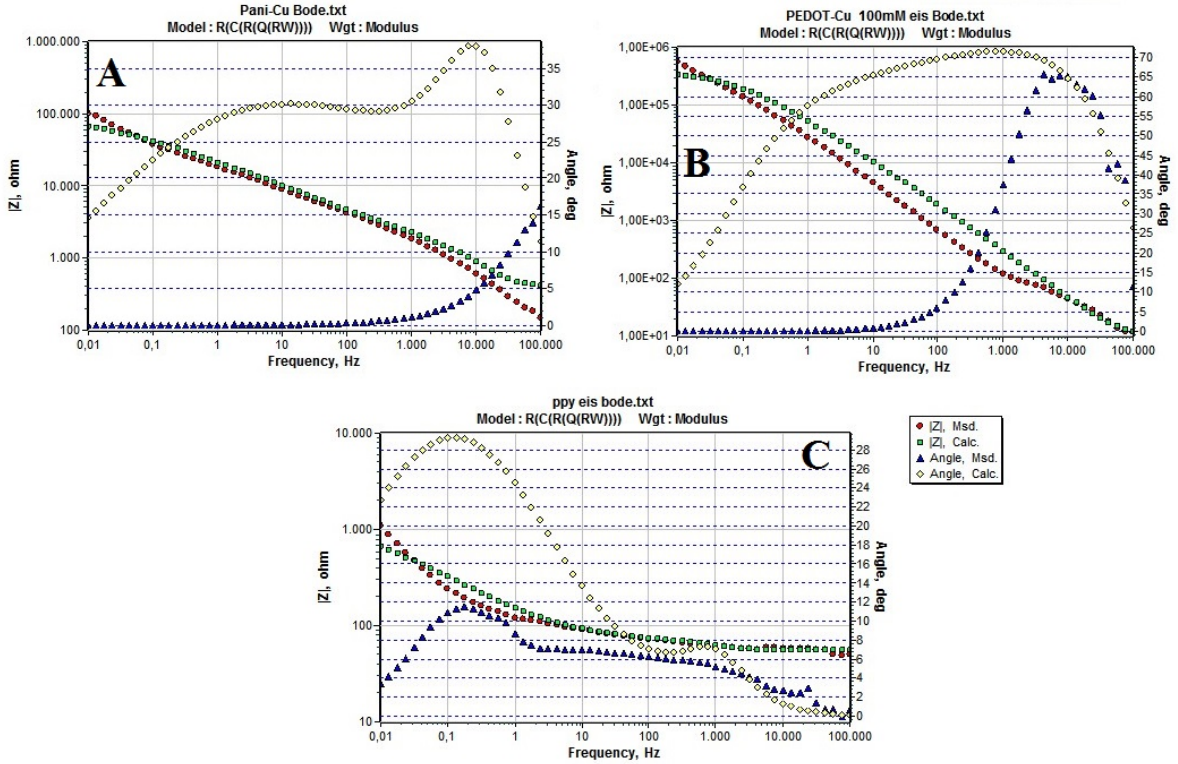 Pani-Cu Bode.txt
Model : R(C(R(Q(RW)))) Wgt : Modulus
A
1.000.000
100.000
10.000
1.000
100
|Z|, ohm
35
30
25
20
15
10
5
0
Angle, deg
0,01
0,1
1
10
100
1.000
10.000
100.000
Frequency, Hz
PEDOT-Cu 100mM eis Bode.txt
Model : R(C(R(Q(RW)))) Wgt : Modulus
B
1,00E+06
1,00E+05
1,00E+04
1,00E+03
1,00E+02
1,00E+01
|Z|, ohm
70
65
60
55
50
45
40
35
30
25
20
15
10
5
0
Angle, deg
0,01
0,1
1
10
100
1.000
10.000
100.000
Frequency, Hz
ppy eis bode.txt
Model : R(C(R(Q(RW)))) Wgt : Modulus
C
10.000
1.000
100
10
|Z|, ohm
28
26
24
22
20
18
16
14
12
10
8
6
4
2
0
Angle, deg
0,01
0,1
1
10
100
1.000
10.000
100.000
Frequency, Hz
|Z|, Msd.
|Z|, Calc.
Angle, Msd.
Angle, Calc.